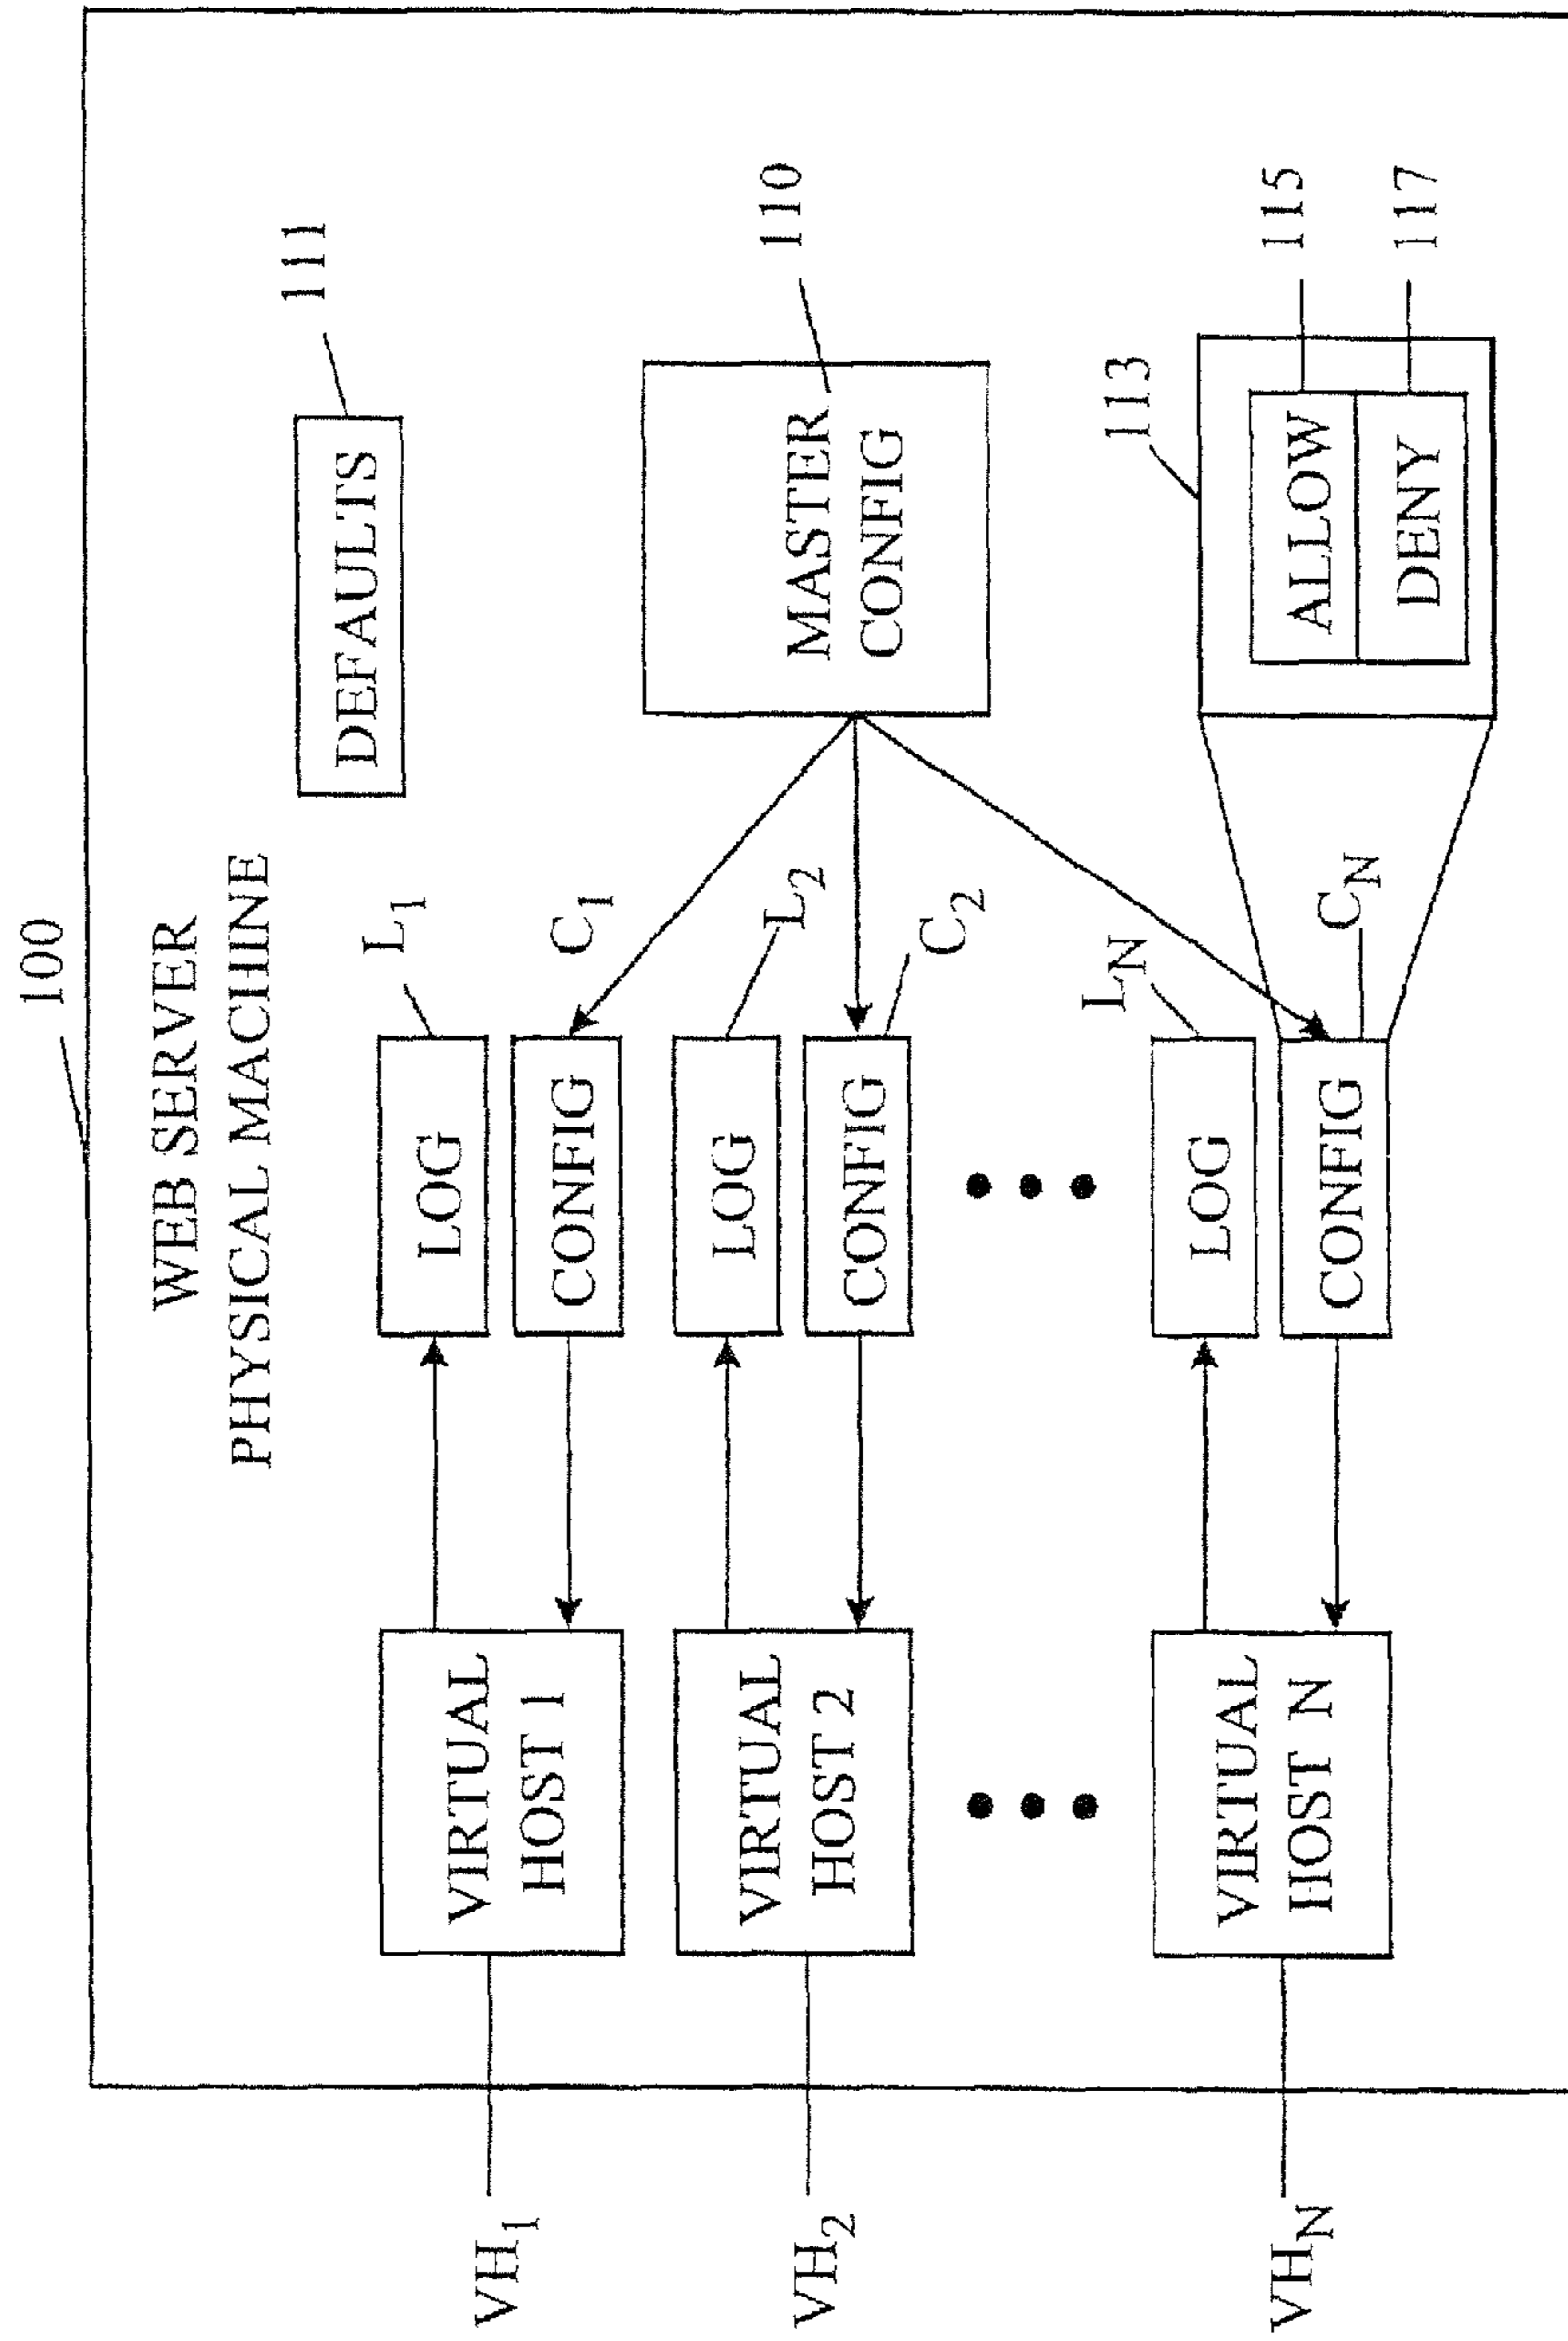 100
WEB SERVER
PHYSICAL MACHINE
DEFAULTS
111
LOG
L1
VIRTUAL
HOST 1
VH1
CONFIG
C1
LOG
L2
VIRTUAL
HOST 2
VH2
CONFIG
C2
MASTER
CONFIG
110
LOG
LN
VIRTUAL
HOST N
VHN
CONFIG
CN
113
ALLOW
115
DENY
117